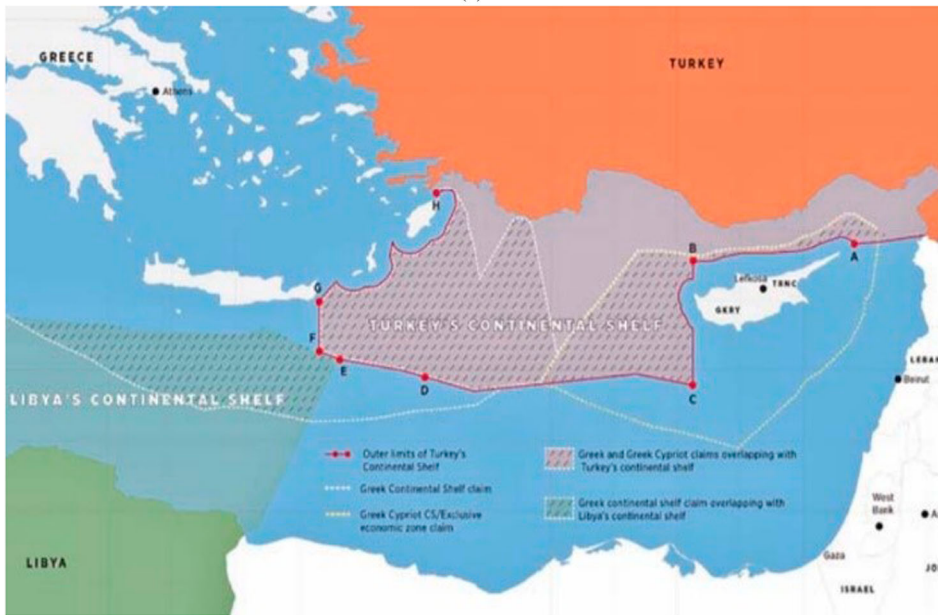 GREECE
TURKEY
Athens
H
B
A
Lefkosa
TRNC
G
GKRY
TURKEY'S CONTINENTAL SHELF
F
E
LEBA
D
Beirut
C
LIBYA'S CONTINENTAL SHELF
Outer limits of Turkey's
Continental Shelf
Greek Continental Shelf claim
Greek Cypriot CS/Exclusive
economic zone claim
Greek and Greek Cypriot claims overlapping with
Turkey's continental shelf
Greek continental shelf claim overlapping with
Libya's continental shelf
West
Bank
A
Gaza
LIBYA
JO
ISRAEL